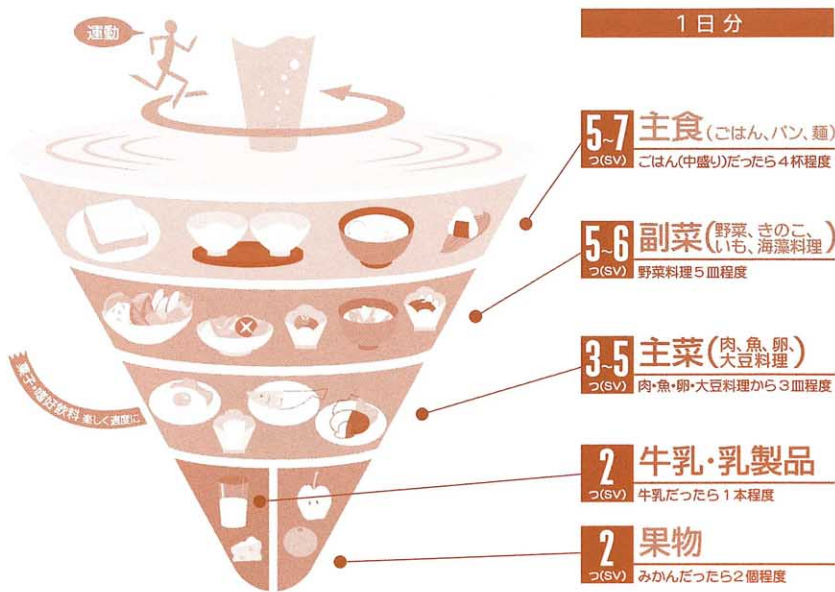 運動
1日分
5~7
つ(SV)
主食(ごはん、パン、麺)
ごはん(中盛り)だったら4杯程度
5~6
つ(SV)
副菜(野菜、きのこ、
いも、海藻料理)
野菜料理5皿程度
3~5
つ(SV)
主菜(肉、魚、卵、
大豆料理)
肉・魚・卵・大豆料理から3皿程度
菓子・嗜好飲料 楽しく適度に
2
つ(SV)
牛乳・乳製品
牛乳だったら1本程度
2
つ(SV)
果物
みかんだったら2個程度